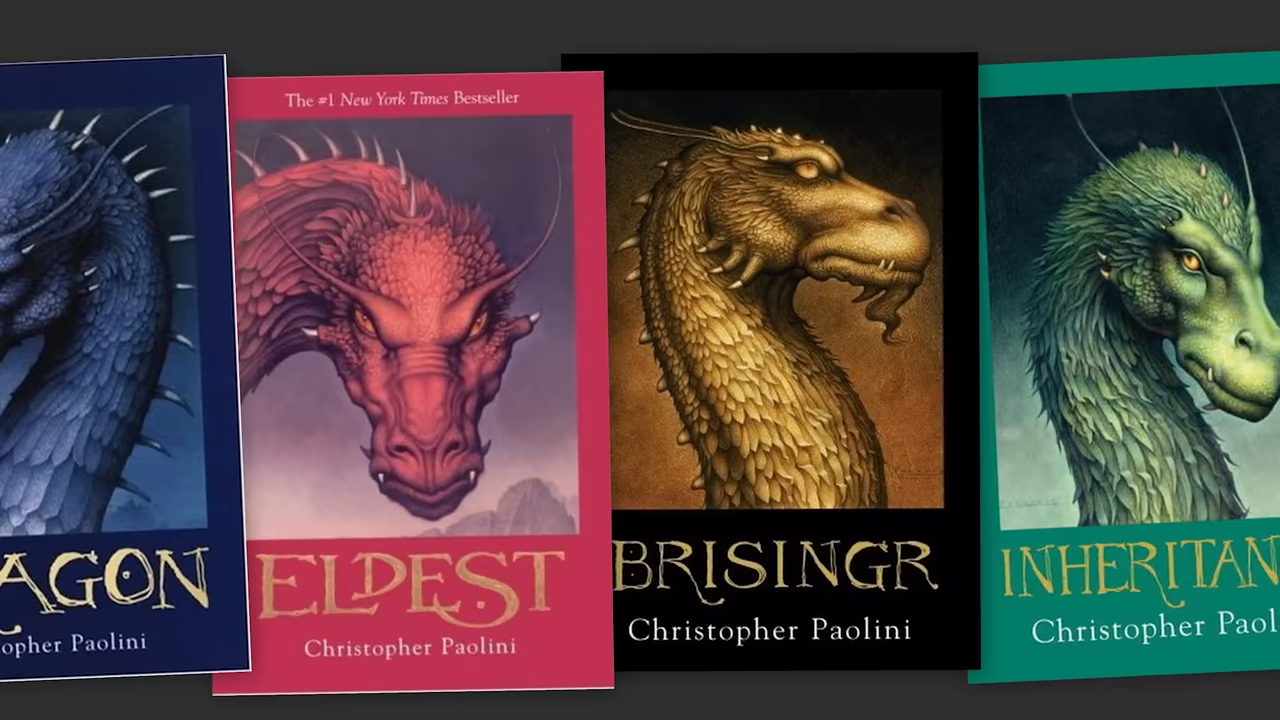 AGON
opher Paolini
The #1 New York Times Bestseller
ELDEST
Christopher Paolini
BRISINGR
Christopher Paolini
INHERITAN
Christopher Paol